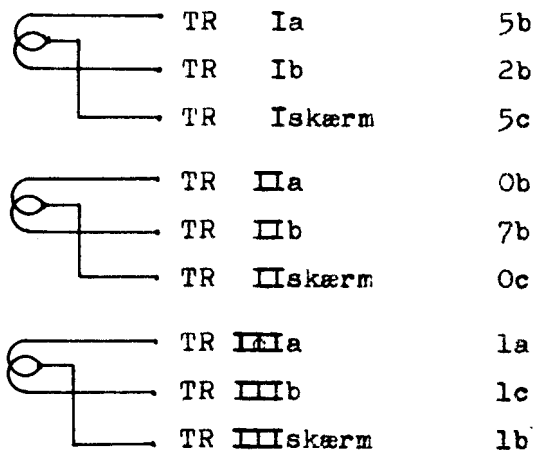 TR Ia 5b
TR Ib 2b
TR Iskærm 5c
TR IIa 0b
TR IIb 7b
TR IIskærm 0c
TR IIIa 1a
TR IIIb 1c
TR IIIskærm 1b